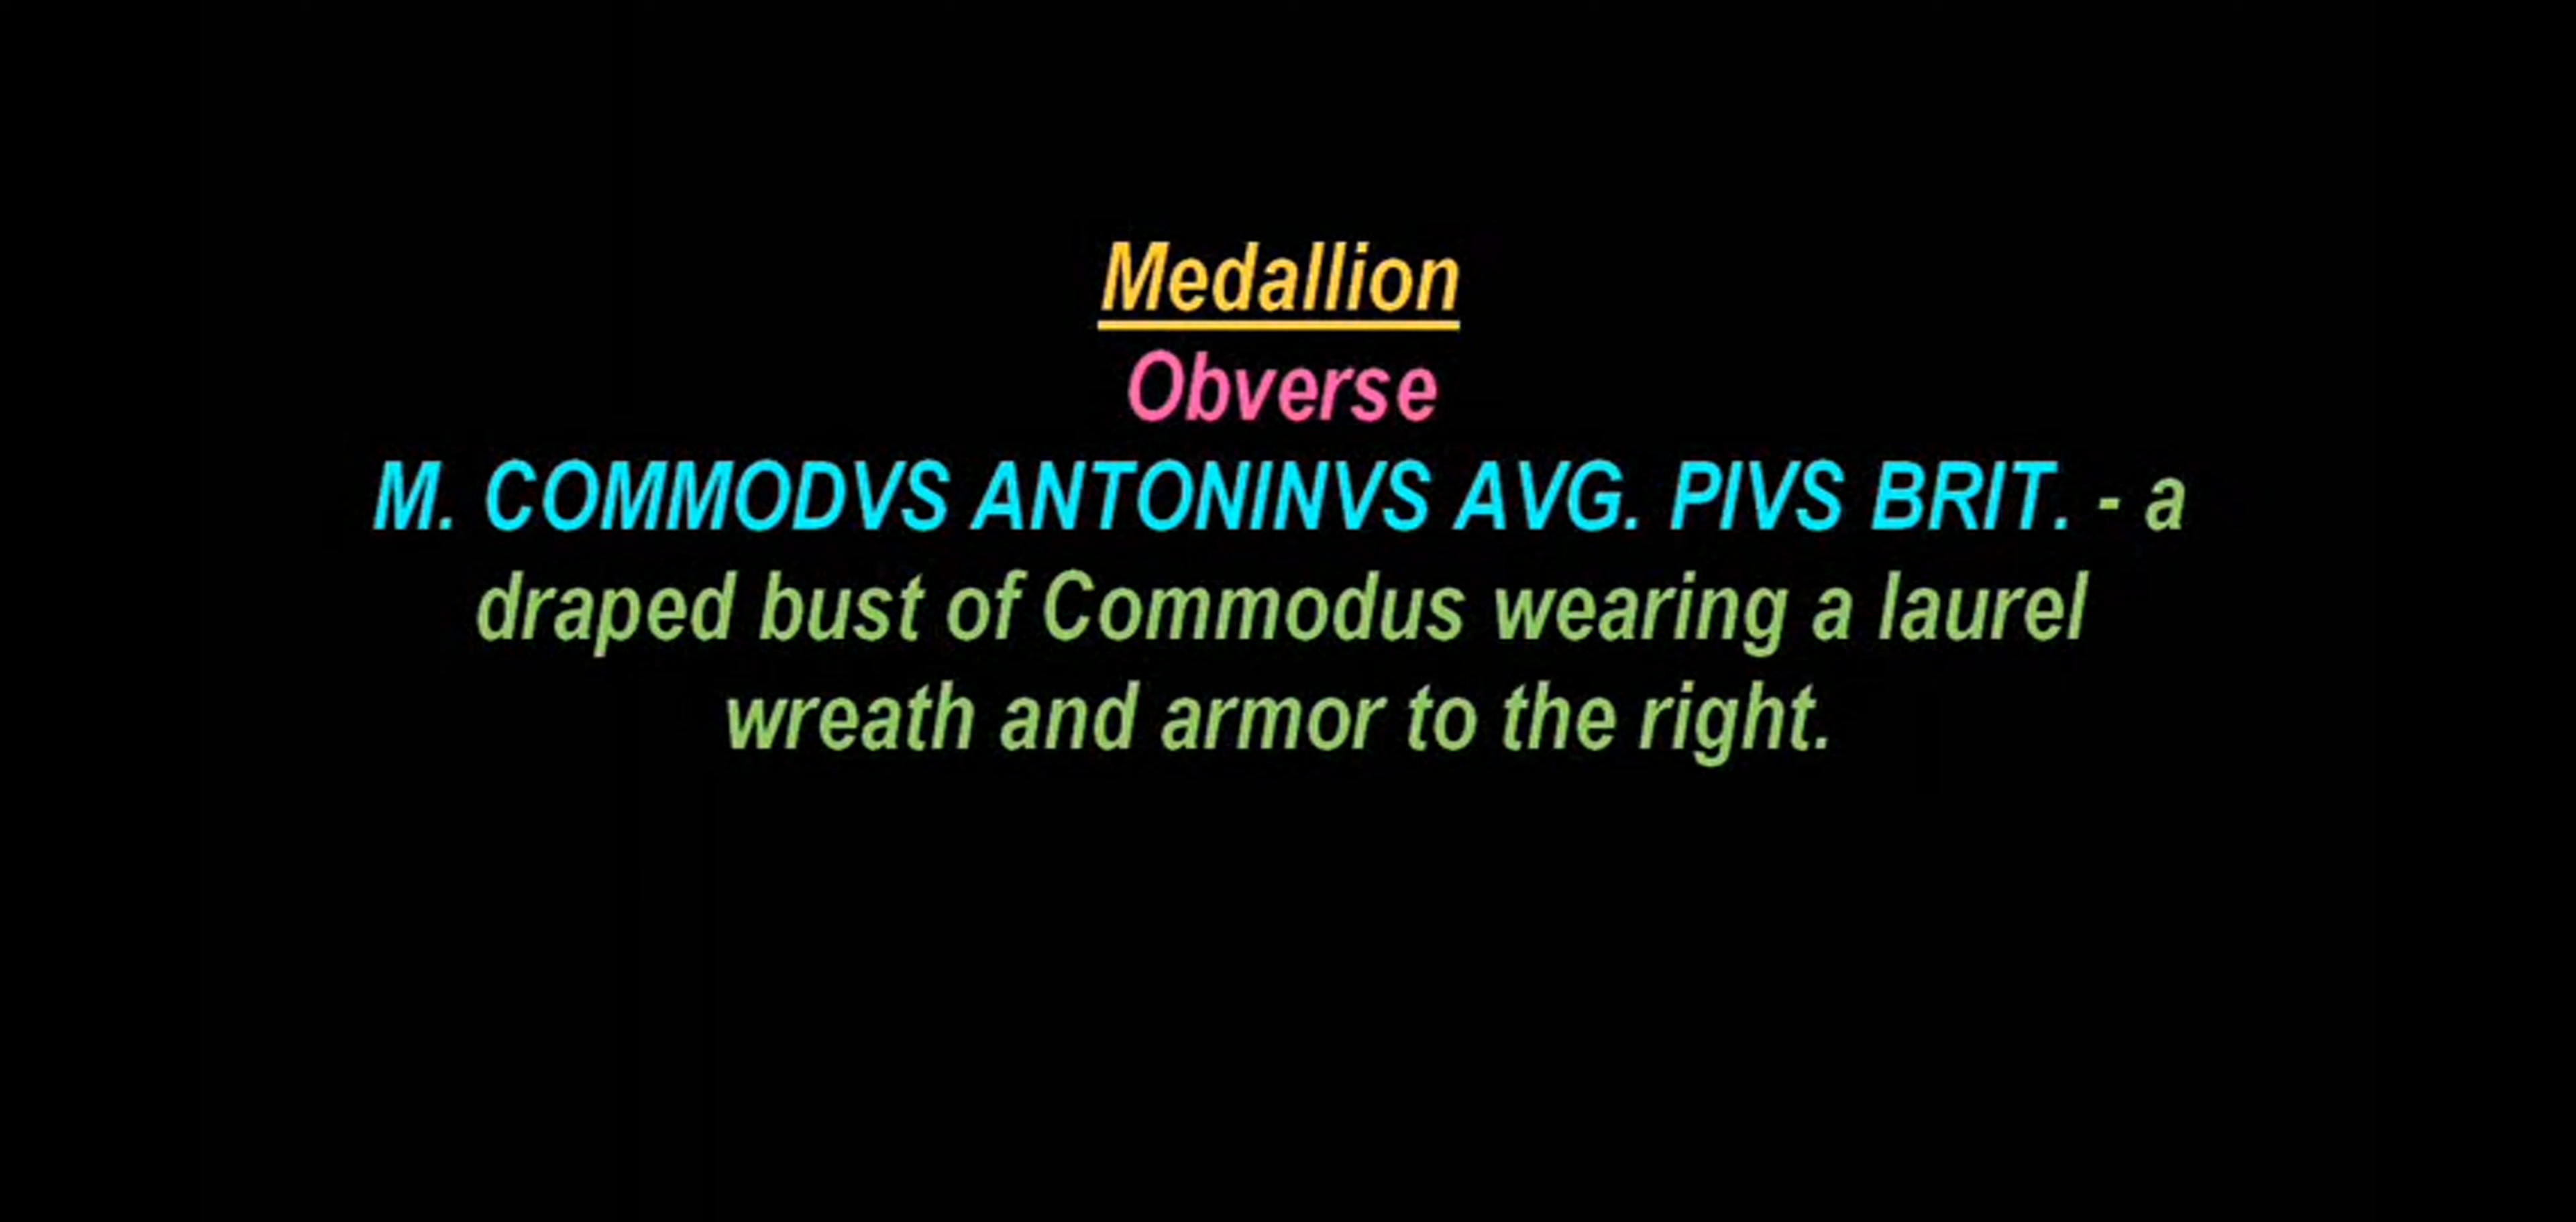 Medallion
Obverse
M. COMMODVS ANTONINVS AVG. PIVS BRIT. - a
draped bust of Commodus wearing a laurel
wreath and armor to the right.